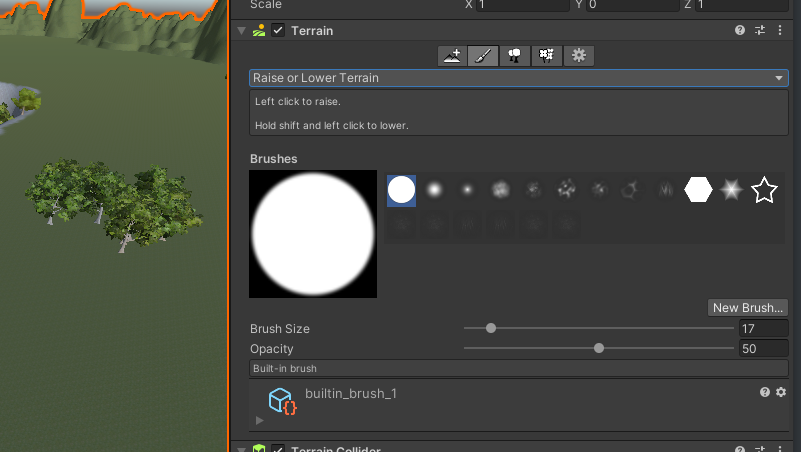 Scale X 1 Y 0 Z 1
Terrain
Raise or Lower Terrain
Left click to raise.
Hold shift and left click to lower.
Brushes
New Brush...
Brush Size 17
Opacity 50
Built-in brush
builtin_brush_1
Terrain Collider